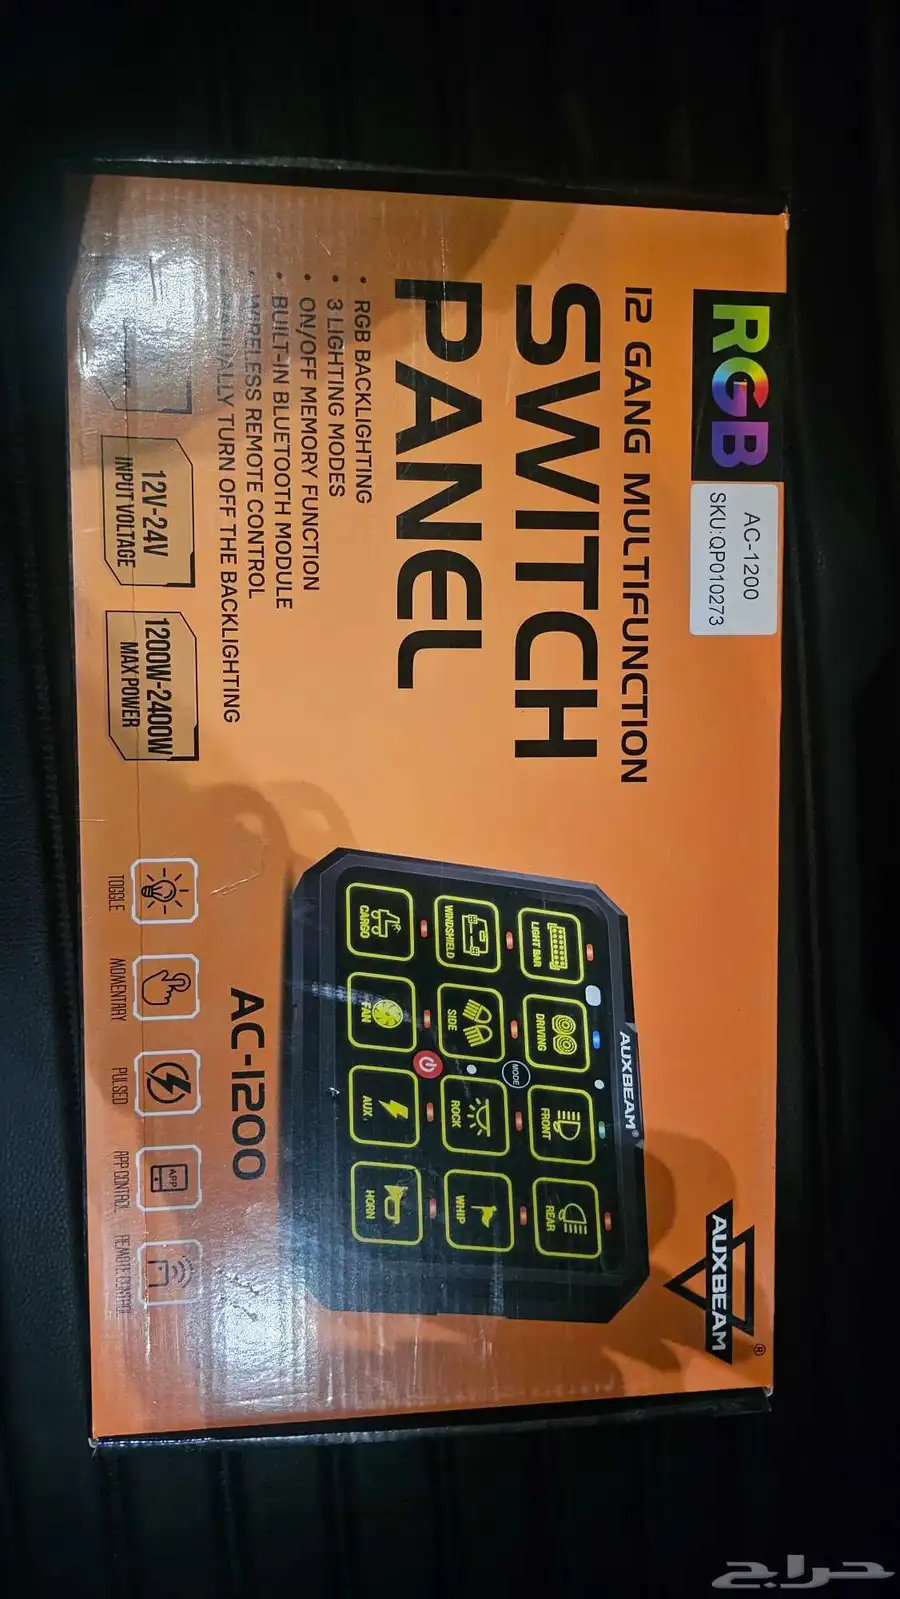 RGB
AC-1200
SKU:QP010273
AUXBEAM®
12 GANG MULTIFUNCTION
SWITCH
PANEL
• RGB BACKLIGHTING
• 3 LIGHTING MODES
• ON/OFF MEMORY FUNCTION
• BUILT-IN BLUETOOTH MODULE
• WIRELESS REMOTE CONTROL
• MANUALLY TURN OFF THE BACKLIGHTING
12V-24V
INPUT VOLTAGE
1200W-2400W
MAX POWER
AUXBEAM®
LIGHT BAR
DRIVING
FRONT
REAR
MODE
WINDSHIELD
SIDE
ROCK
WHIP
CARGO
FAN
AUX
HORN
AC-1200
APP
TOGGLE
MOMENTARY
PULSED
APP CONTROL
REMOTE CONTROL
حراج